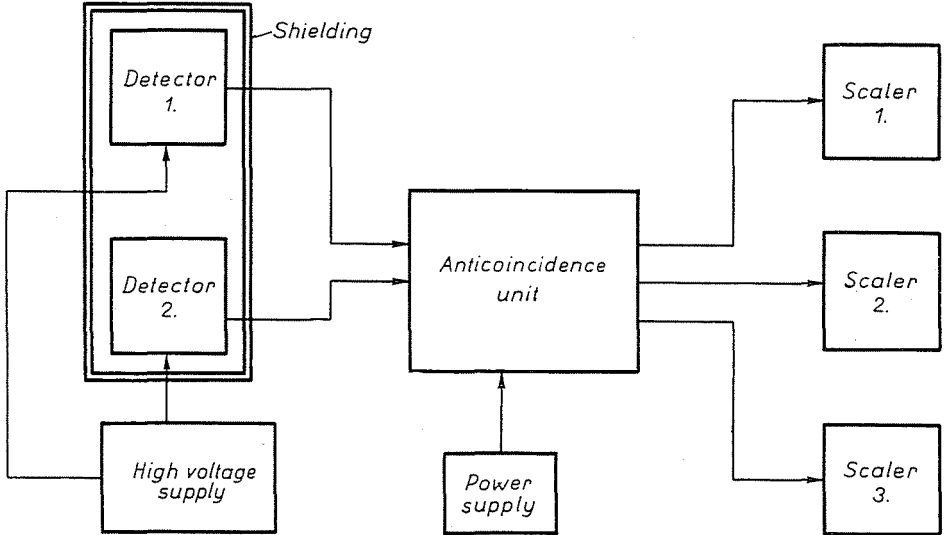 Shielding
Detector
1.
Detector
2.
High voltage
supply
Anticoincidence
unit
Power
supply
Scaler
1.
Scaler
2.
Scaler
3.